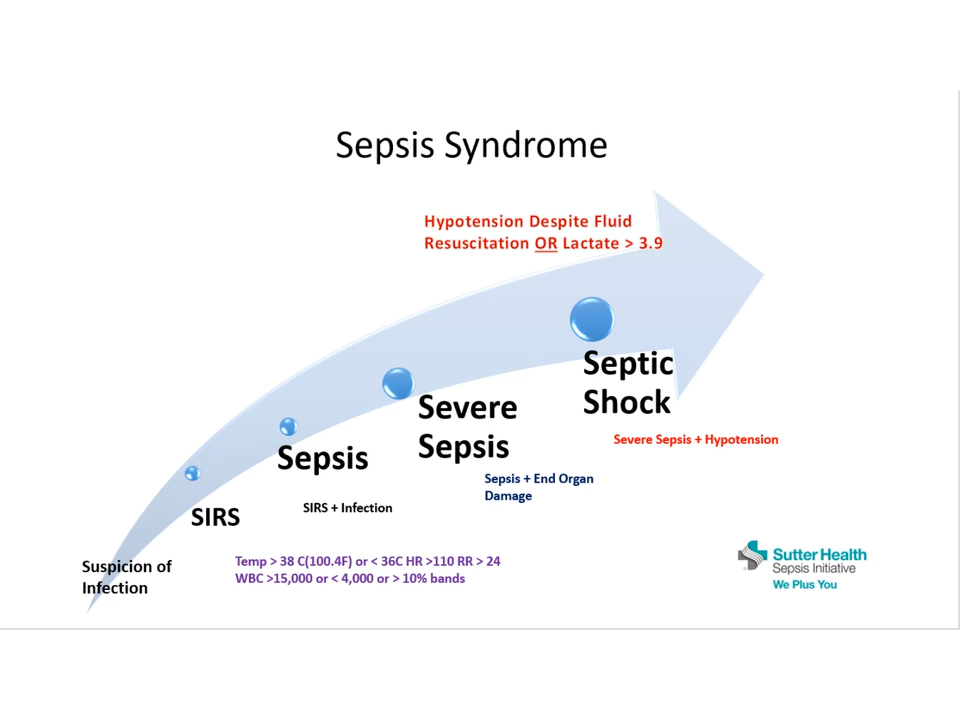 Sepsis Syndrome
Hypotension Despite Fluid
Resuscitation OR Lactate > 3.9
Septic
Shock
Severe Sepsis + Hypotension
Severe
Sepsis
Sepsis + End Organ
Damage
Sepsis
SIRS + Infection
SIRS
Temp > 38 C(100.4F) or < 36C HR >110 RR > 24
WBC >15,000 or < 4,000 or > 10% bands
Suspicion of
Infection
Sutter Health
Sepsis Initiative
We Plus You